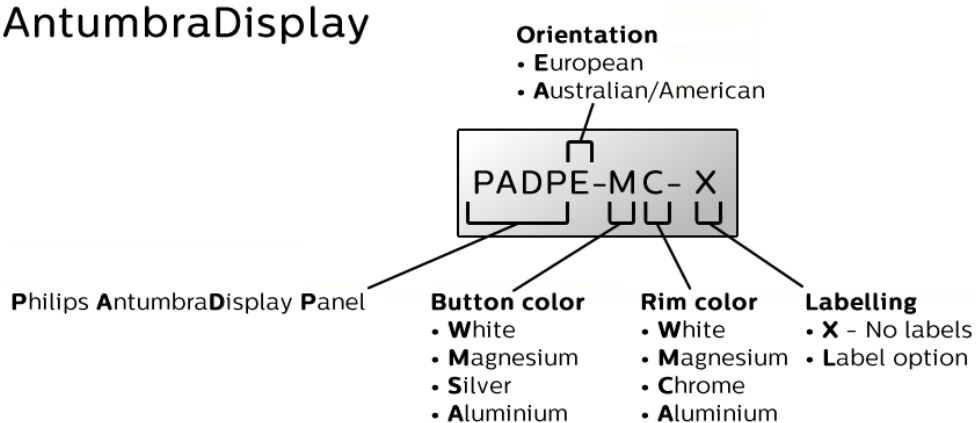 AntumbraDisplay
Orientation
• European
• Australian/American
PADPE-MC- X
Philips AntumbraDisplay Panel
Button color
• White
• Magnesium
• Silver
• Aluminium
Rim color
• White
• Magnesium
• Chrome
• Aluminium
Labelling
• X - No labels
• Label option